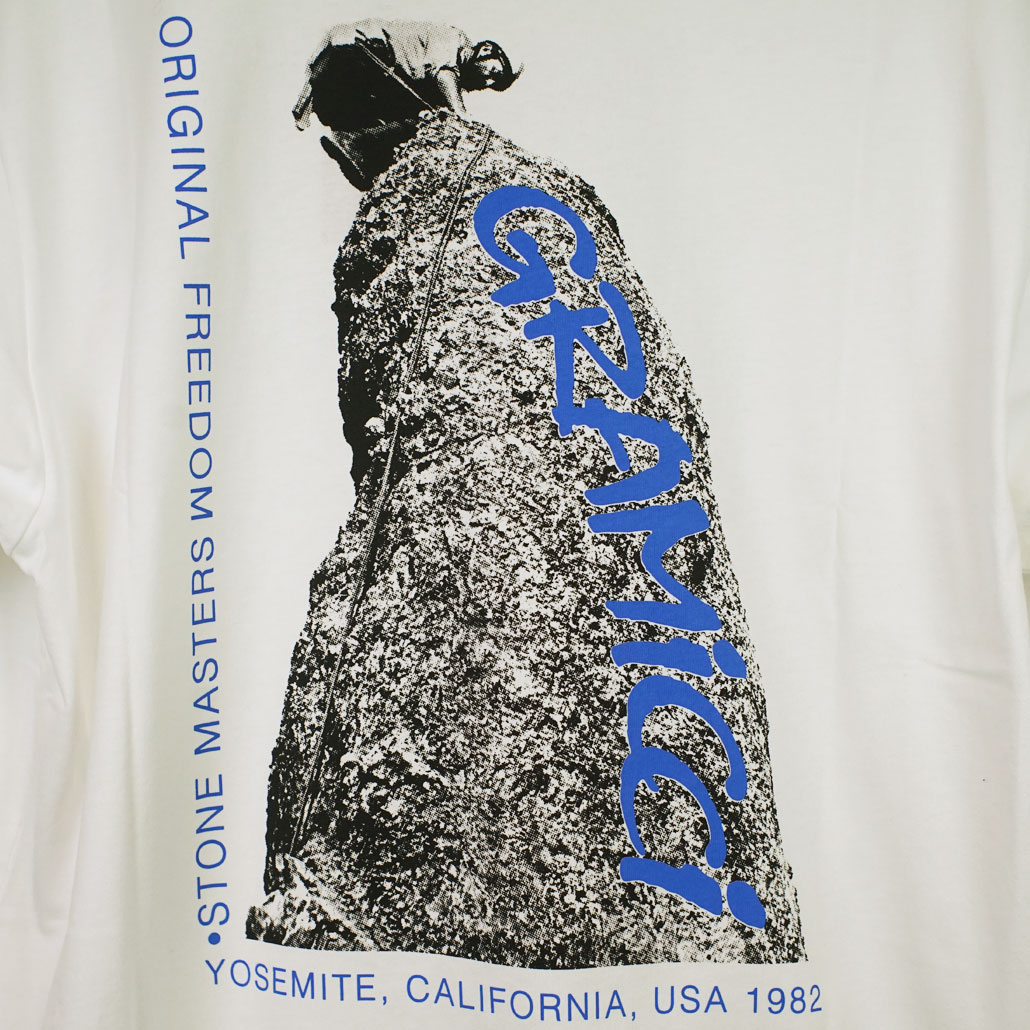 ORIGINAL FREEDOM
•STONE MASTERS
GRAMiCCi
YOSEMITE, CALIFORNIA, USA 1982